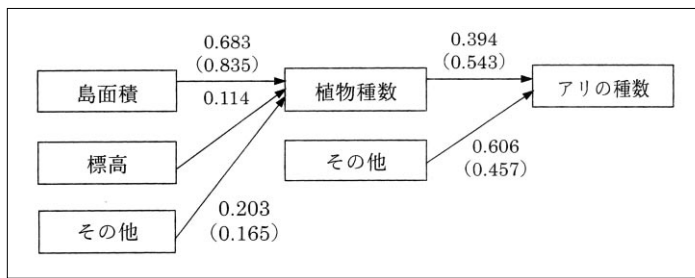 0.683
(0.835)
0.394
(0.543)
島面積
0.114
植物種数
アリの種数
標高
その他
0.606
(0.457)
その他
0.203
(0.165)